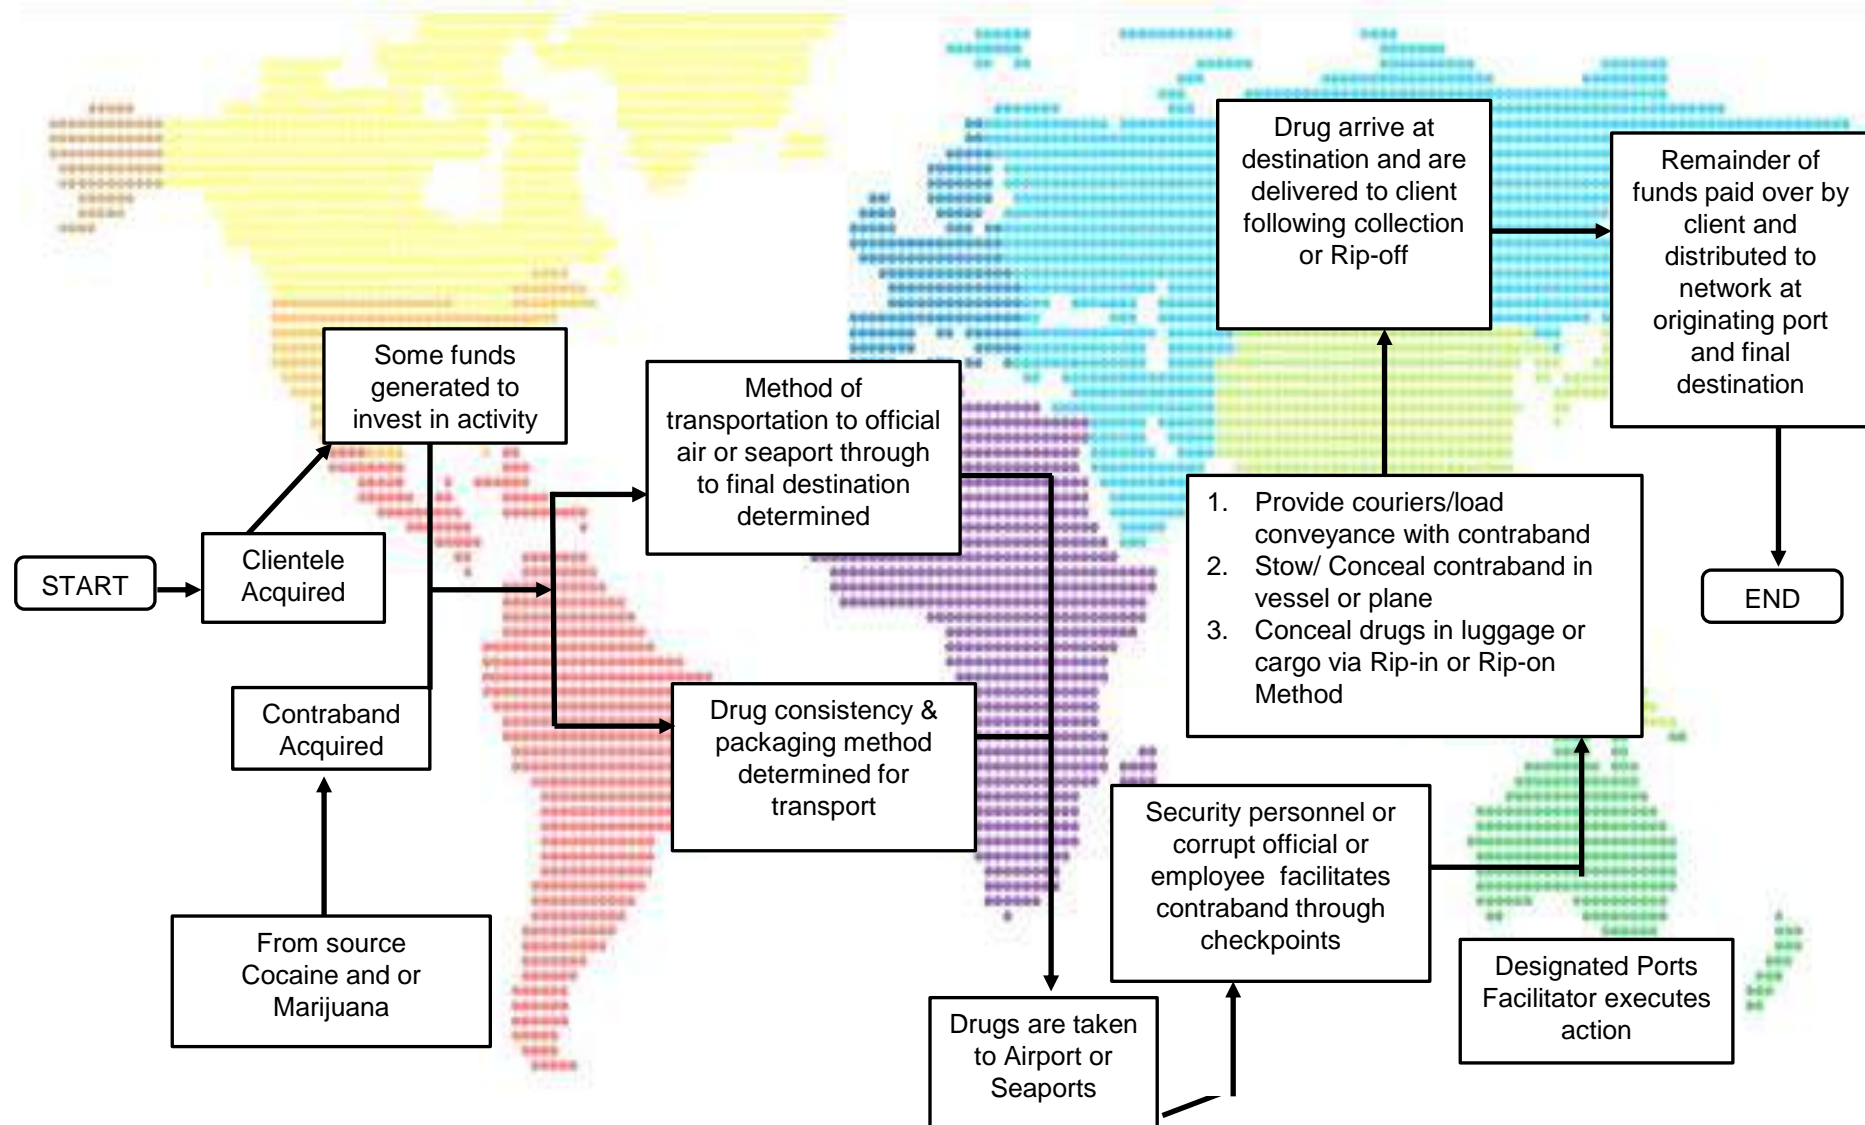 START
Clientele
Acquired
Some funds
generated to
invest in activity
From source
Cocaine and or
Marijuana
Contraband
Acquired
Method of
transportation to official
air or seaport through
to final destination
determined
Drug consistency &
packaging method
determined for
transport
Drugs are taken
to Airport or
Seaports
Security personnel or
corrupt official or
employee facilitates
contraband through
checkpoints
Designated Ports
Facilitator executes
action
1. Provide couriers/load
conveyance with contraband
2. Stow/ Conceal contraband in
vessel or plane
3. Conceal drugs in luggage or
cargo via Rip-in or Rip-on
Method
Drug arrive at
destination and are
delivered to client
following collection
or Rip-off
Remainder of
funds paid over by
client and
distributed to
network at
originating port
and final
destination
END